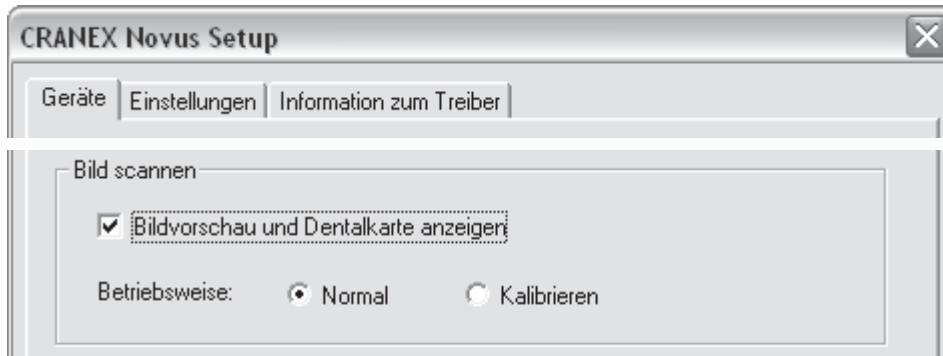 CRANEX Novus Setup
Geräte Einstellungen Information zum Treiber
Bild scannen
Bildvorschau und Dentalkarte anzeigen
Betriebsweise: Normal Kalibrieren